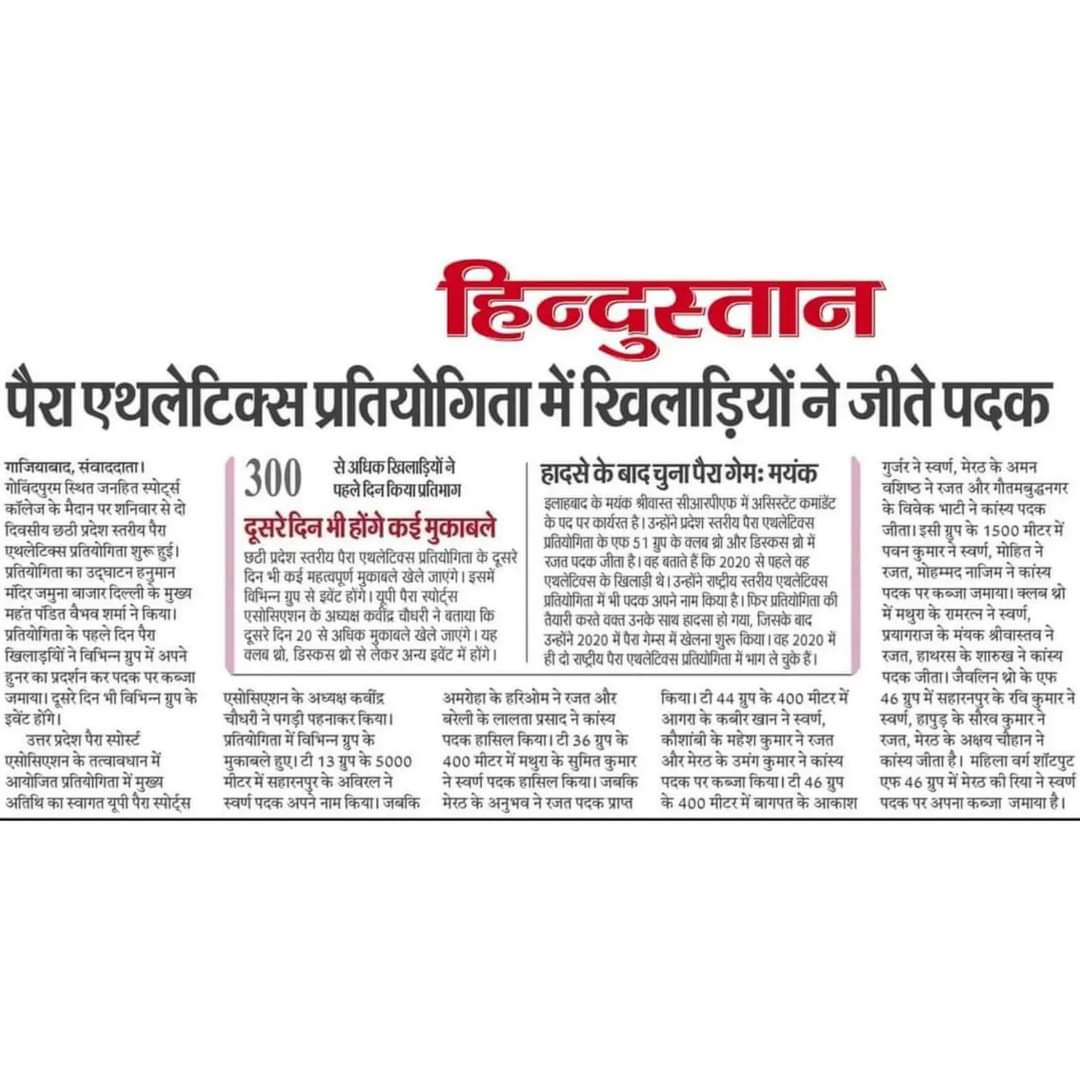 हिन्दुस्तान
पैरा एथलेटिक्स प्रतियोगिता में खिलाड़ियों ने जीते पदक
गाजियाबाद, संवाददाता।
गोविंदपुरम स्थित जनहित स्पोर्ट्स
कॉलेज के मैदान पर शनिवार से दो
दिवसीय छठी प्रदेश स्तरीय पैरा
एथलेटिक्स प्रतियोगिता शुरू हुई।
प्रतियोगिता का उद्घाटन हनुमान
मंदिर जमुना बाजार दिल्ली के मुख्य
महंत पंडित वैभव शर्मा ने किया।
प्रतियोगिता के पहले दिन पैरा
खिलाड़ियों ने विभिन्न ग्रुप में अपने
हुनर का प्रदर्शन कर पदक पर कब्जा
जमाया। दूसरे दिन भी विभिन्न ग्रुप के
इवेंट होंगे।
उत्तर प्रदेश पैरा स्पोर्स्ट
एसोसिएशन के तत्वावधान में
आयोजित प्रतियोगिता में मुख्य
अतिथि का स्वागत यूपी पैरा स्पोर्ट्स
300 से अधिक खिलाड़ियों ने
पहले दिन किया प्रतिभाग
दूसरे दिन भी होंगे कई मुकाबले
छठी प्रदेश स्तरीय पैरा एथलेटिक्स प्रतियोगिता के दूसरे
दिन भी कई महत्वपूर्ण मुकाबले खेले जाएंगे। इसमें
विभिन्न ग्रुप से इवेंट होंगे। यूपी पैरा स्पोर्ट्स
एसोसिएशन के अध्यक्ष कवींद्र चौधरी ने बताया कि
दूसरे दिन 20 से अधिक मुकाबले खेले जाएंगे। यह
क्लब थ्रो, डिस्कस थ्रो से लेकर अन्य इवेंट में होंगे।
हादसे के बाद चुना पैरा गेम: मयंक
इलाहबाद के मयंक श्रीवास्त सीआरपीएफ में असिस्टेंट कमांडेंट
के पद पर कार्यरत है। उन्होंने प्रदेश स्तरीय पैरा एथलेटिक्स
प्रतियोगिता के एफ 51 ग्रुप के क्लब थ्रो और डिस्कस थ्रो में
रजत पदक जीता है। वह बताते हैं कि 2020 से पहले वह
एथलेटिक्स के खिलाडी थे। उन्होंने राष्ट्रीय स्तरीय एथलेटिक्स
प्रतियोगिता में भी पदक अपने नाम किया है। फिर प्रतियोगिता की
तैयारी करते वक्त उनके साथ हादसा हो गया, जिसके बाद
उन्होंने 2020 में पैरा गेम्स में खेलना शुरू किया। वह 2020 में
ही दो राष्ट्रीय पैरा एथलेटिक्स प्रतियोगिता में भाग ले चुके हैं।
एसोसिएशन के अध्यक्ष कवींद्र
चौधरी ने पगड़ी पहनाकर किया।
प्रतियोगिता में विभिन्न ग्रुप के
मुकाबले हुए। टी 13 ग्रुप के 5000
मीटर में सहारनपुर के अविरल ने
स्वर्ण पदक अपने नाम किया। जबकि
अमरोहा के हरिओम ने रजत और
बरेली के लालता प्रसाद ने कांस्य
पदक हासिल किया। टी 36 ग्रुप के
400 मीटर में मथुरा के सुमित कुमार
ने स्वर्ण पदक हासिल किया। जबकि
मेरठ के अनुभव ने रजत पदक प्राप्त
किया। टी 44 ग्रुप के 400 मीटर में
आगरा के कबीर खान ने स्वर्ण,
कौशांबी के महेश कुमार ने रजत
और मेरठ के उमंग कुमार ने कांस्य
पदक पर कब्जा किया। टी 46 ग्रुप
के 400 मीटर में बागपत के आकाश
गुर्जर ने स्वर्ण, मेरठ के अमन
वशिष्ठ ने रजत और गौतमबुद्धनगर
के विवेक भाटी ने कांस्य पदक
जीता। इसी ग्रुप के 1500 मीटर में
पवन कुमार ने स्वर्ण, मोहित ने
रजत, मोहम्मद नाजिम ने कांस्य
पदक पर कब्जा जमाया। क्लब थ्रो
में मथुरा के रामरत्न ने स्वर्ण,
प्रयागराज के मंयक श्रीवास्तव ने
रजत, हाथरस के शारुख ने कांस्य
पदक जीता। जैवलिन थ्रो के एफ
46 ग्रुप में सहारनपुर के रवि कुमार ने
स्वर्ण, हापुड़ के सौरव कुमार ने
रजत, मेरठ के अक्षय चौहान ने
कांस्य जीता है। महिला वर्ग शॉटपुट
एफ 46 ग्रुप में मेरठ की रिया ने स्वर्ण
पदक पर अपना कब्जा जमाया है।